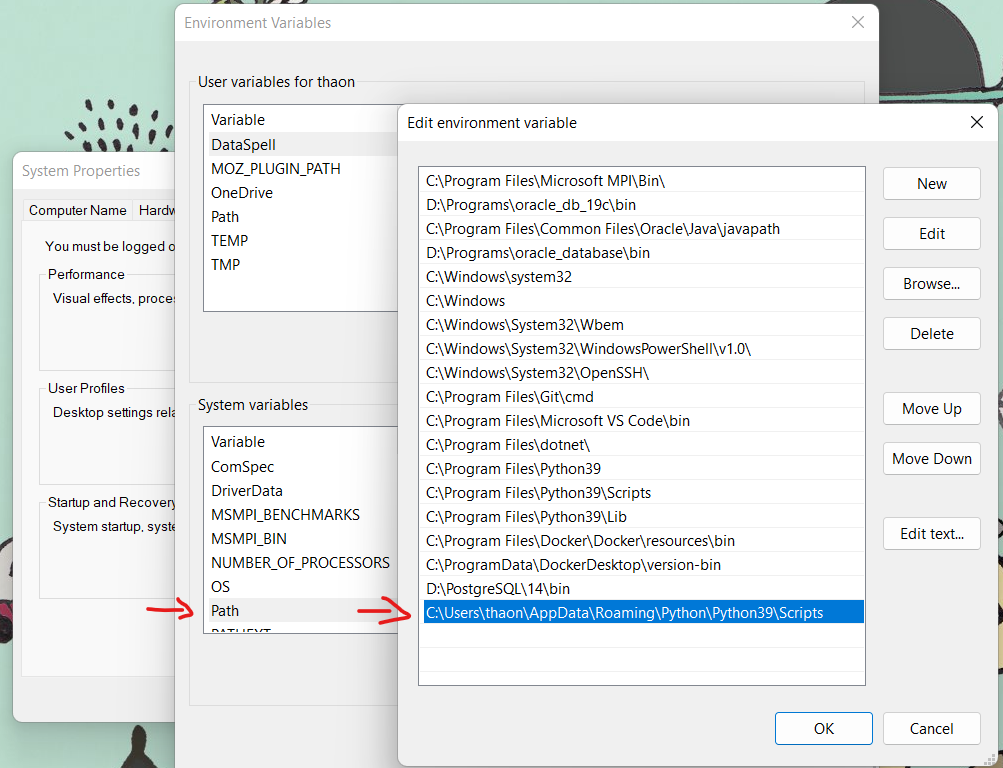 Environment Variables
User variables for thaon
Variable
DataSpell
MOZ_PLUGIN_PATH
OneDrive
Path
TEMP
TMP
System variables
Variable
ComSpec
DriverData
MSMPI_BENCHMARKS
MSMPI_BIN
NUMBER_OF_PROCESSORS
OS
Path
PATHEXT
System Properties
Computer Name
Hardw
You must be logged o
Performance
Visual effects, proces
User Profiles
Desktop settings rela
Startup and Recovery
System startup, syste
Edit environment variable
C:\Program Files\Microsoft MPI\Bin\
D:\Programs\oracle_db_19c\bin
C:\Program Files\Common Files\Oracle\Java\javapath
D:\Programs\oracle_database\bin
C:\Windows\system32
C:\Windows
C:\Windows\System32\Wbem
C:\Windows\System32\WindowsPowerShell\v1.0\
C:\Windows\System32\OpenSSH\
C:\Program Files\Git\cmd
C:\Program Files\Microsoft VS Code\bin
C:\Program Files\dotnet\
C:\Program Files\Python39
C:\Program Files\Python39\Scripts
C:\Program Files\Python39\Lib
C:\Program Files\Docker\Docker\resources\bin
C:\ProgramData\DockerDesktop\version-bin
D:\PostgreSQL\14\bin
C:\Users\thaon\AppData\Roaming\Python\Python39\Scripts
New
Edit
Browse...
Delete
Move Up
Move Down
Edit text...
OK
Cancel